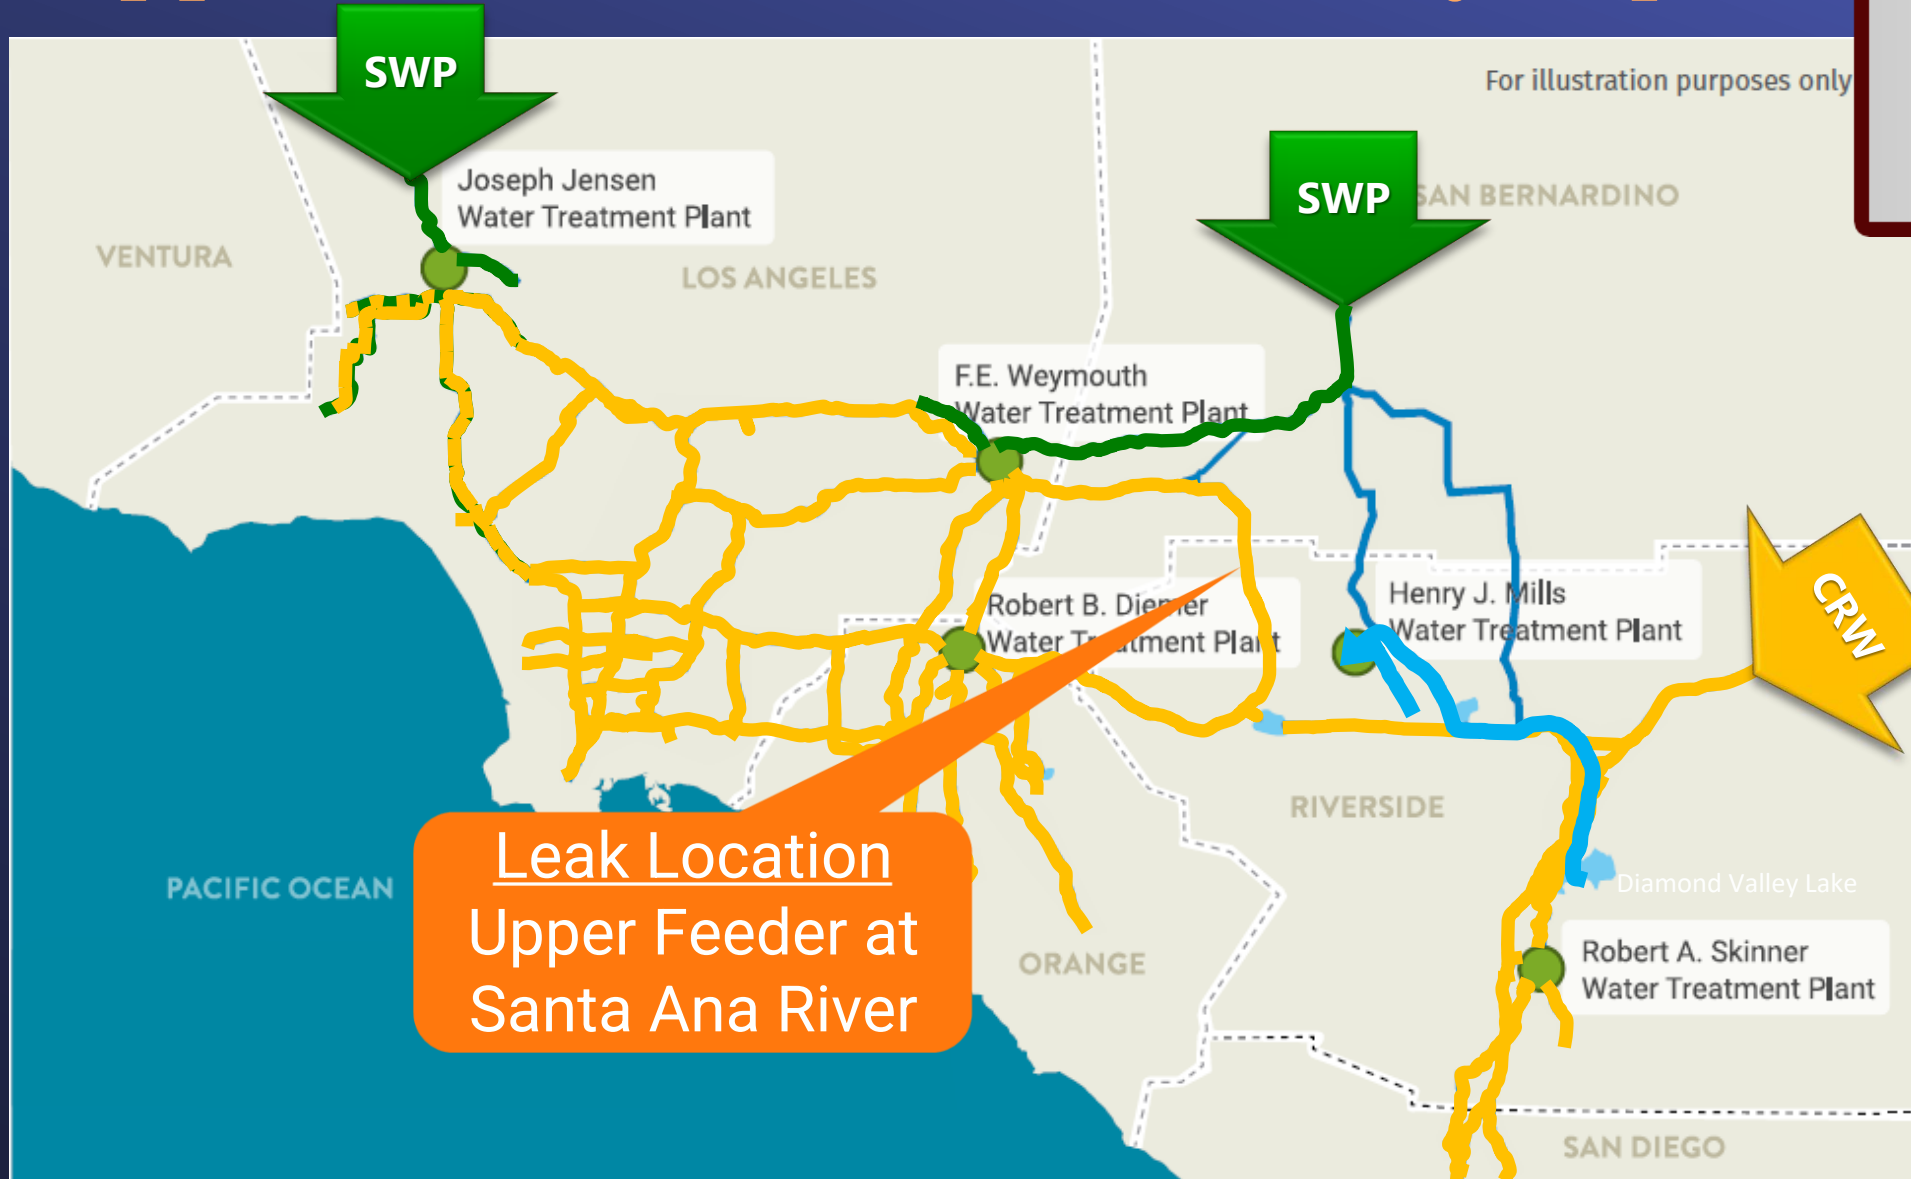 SWP
For illustration purposes only
Joseph Jensen
Water Treatment Plant
SWP
SAN BERNARDINO
VENTURA
LOS ANGELES
F.E. Weymouth
Water Treatment Plant
CRW
Robert B. Diemer
Water Treatment Plant
Henry J. Mills
Water Treatment Plant
RIVERSIDE
Leak Location
Upper Feeder at
Santa Ana River
PACIFIC OCEAN
Diamond Valley Lake
ORANGE
Robert A. Skinner
Water Treatment Plant
SAN DIEGO